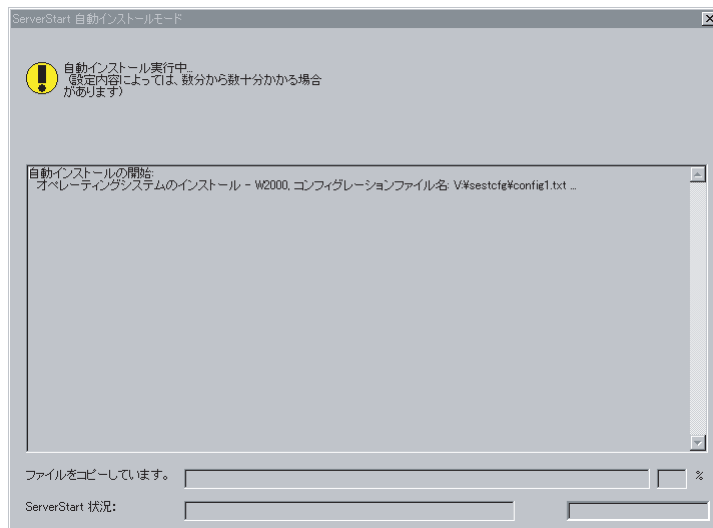 ServerStart 自動インストールモード
自動インストール実行中...
(設定内容によっては、数分から数十分かかる場合
があります)
自動インストールの開始:
オペレーティングシステムのインストール - W2000, コンフィグレーションファイル名: V:¥sestcfg¥config1.txt ...
ファイルをコピーしています。 %
ServerStart 状況: